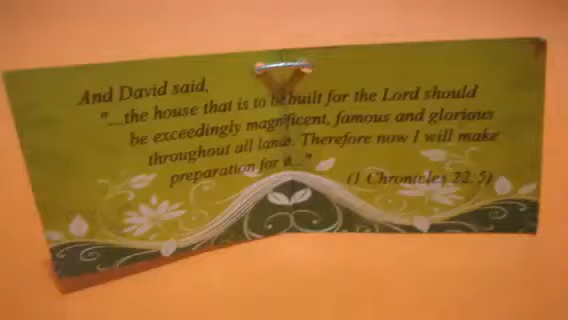 And David said,
"...the house that is to be built for the Lord should
be exceedingly magnificent, famous and glorious
throughout all lands. Therefore now I will make
preparation for it..."
(1 Chronicles 22:5)